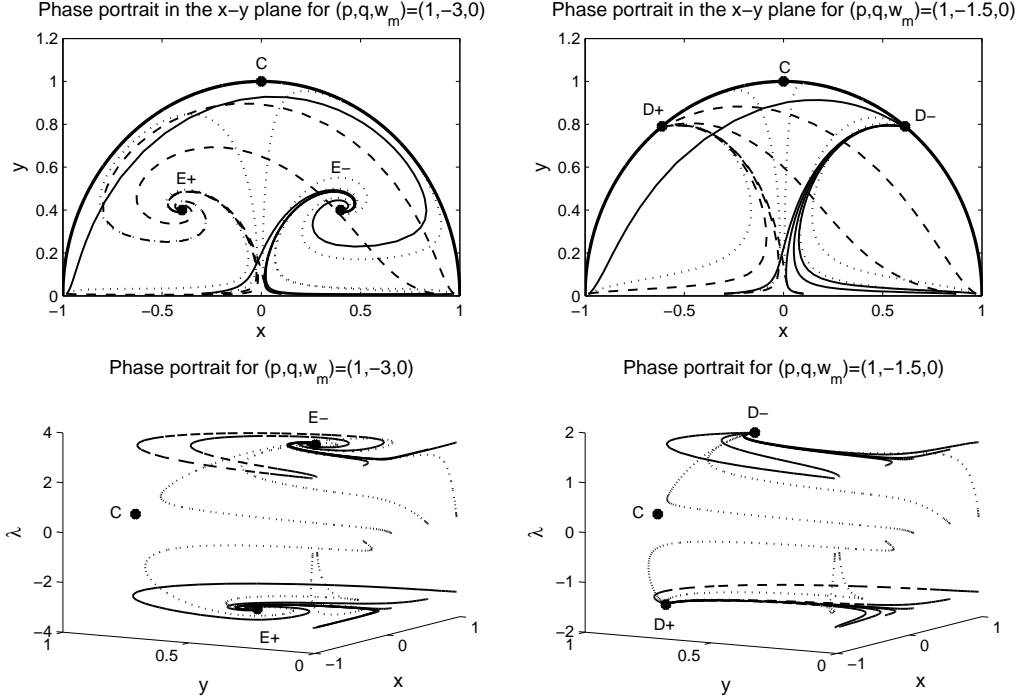 Phase portrait in the x−y plane for (p,q,w_m)=(1,−3,0)
1.2
1
0.8
0.6
0.4
0.2
0
y
−1
−0.5
0
0.5
1
x
C
E+
E−
Phase portrait in the x−y plane for (p,q,w_m)=(1,−1.5,0)
1.2
1
0.8
0.6
0.4
0.2
0
y
−1
−0.5
0
0.5
1
x
C
D+
D−
Phase portrait for (p,q,w_m)=(1,−3,0)
E−
4
2
0
−2
−4
λ
C
E+
1
0.5
0
y
−1
0
1
x
Phase portrait for (p,q,w_m)=(1,−1.5,0)
D−
2
1
0
−1
−2
λ
C
D+
1
0.5
0
y
−1
0
1
x